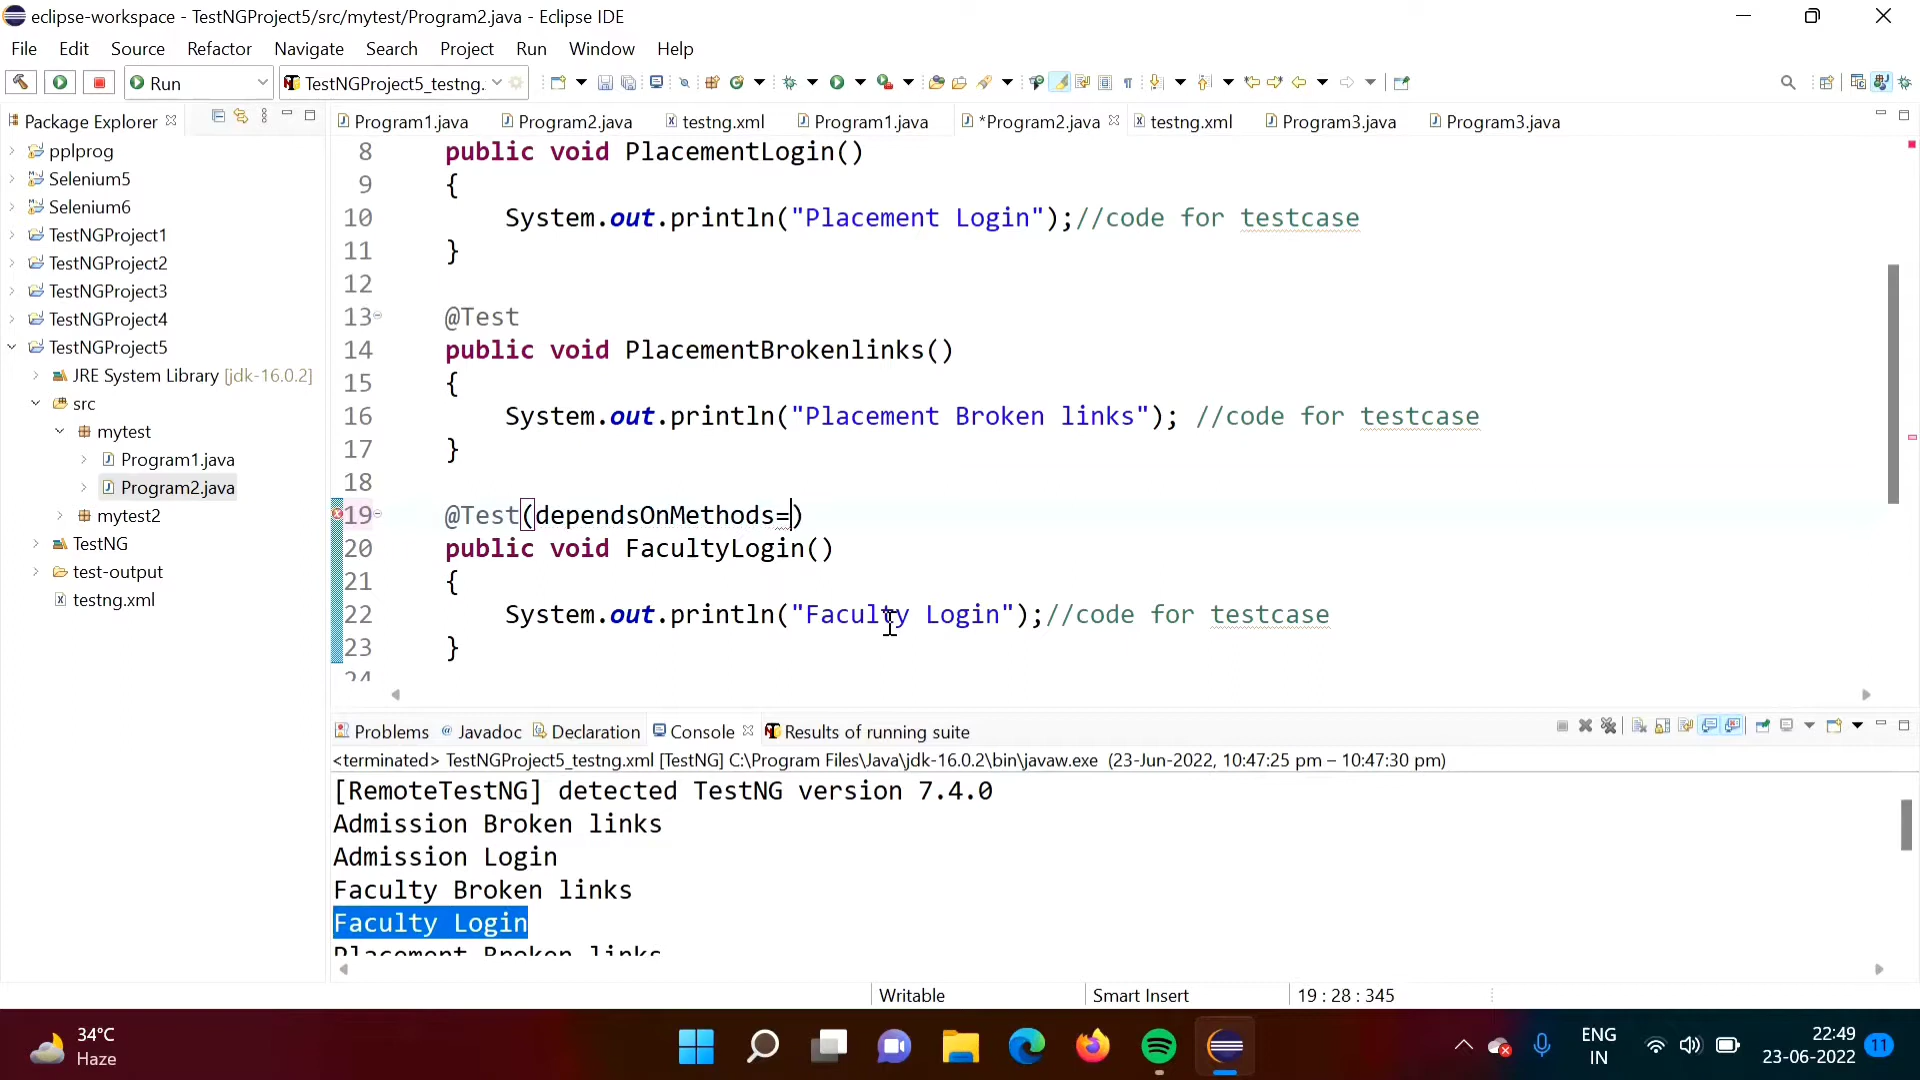 eclipse-workspace - TestNGProject5/src/mytest/Program2.java - Eclipse IDE
File Edit Source Refactor Navigate Search Project Run Window Help
Run TestNGProject5_testng.
Package Explorer
Program1.java Program2.java testng.xml Program1.java *Program2.java testng.xml Program3.java Program3.java
pplprog
Selenium5
Selenium6
TestNGProject1
TestNGProject2
TestNGProject3
TestNGProject4
TestNGProject5
JRE System Library [jdk-16.0.2]
src
mytest
Program1.java
Program2.java
mytest2
TestNG
test-output
testng.xml
8 public void PlacementLogin()
9 {
10 System.out.println("Placement Login");//code for testcase
11 }
12
13 @Test
14 public void PlacementBrokenlinks()
15 {
16 System.out.println("Placement Broken links"); //code for testcase
17 }
18
19 @Test(dependsOnMethods=)
20 public void FacultyLogin()
21 {
22 System.out.println("Faculty Login");//code for testcase
23 }
24
Problems Javadoc Declaration Console Results of running suite
<terminated> TestNGProject5_testng.xml [TestNG] C:\Program Files\Java\jdk-16.0.2\bin\javaw.exe (23-Jun-2022, 10:47:25 pm – 10:47:30 pm)
[RemoteTestNG] detected TestNG version 7.4.0
Admission Broken links
Admission Login
Faculty Broken links
Faculty Login
Placement Broken links
Writable Smart Insert 19 : 28 : 345
34°C
Haze
ENG
IN
22:49
23-06-2022
11